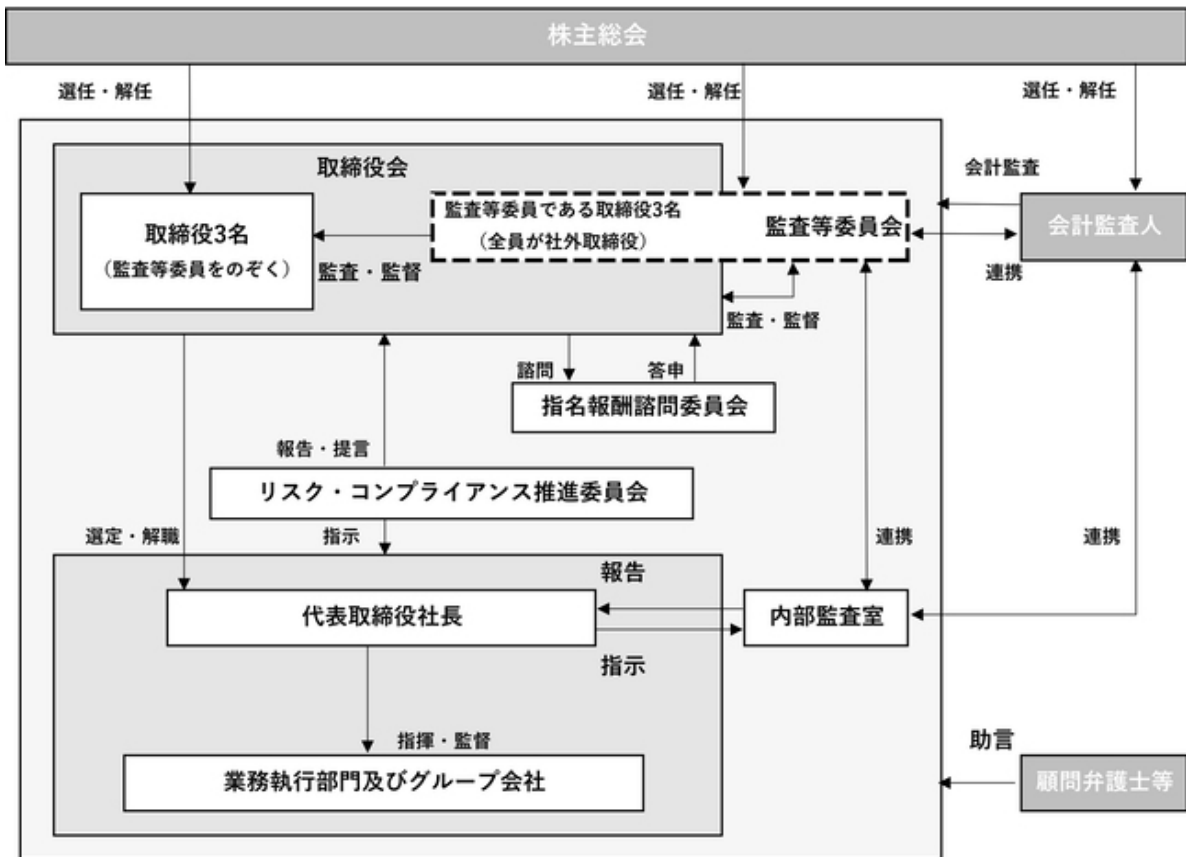 株主総会
選任・解任
選任・解任
選任・解任
取締役会
会計監査
取締役3名
(監査等委員をのぞく)
監査等委員である取締役3名
(全員が社外取締役)
監査等委員会
会計監査人
監査・監督
連携
監査・監督
諮問
答申
指名報酬諮問委員会
報告・提言
リスク・コンプライアンス推進委員会
選定・解職
指示
連携
連携
報告
代表取締役社長
内部監査室
指示
指揮・監督
助言
業務執行部門及びグループ会社
顧問弁護士等